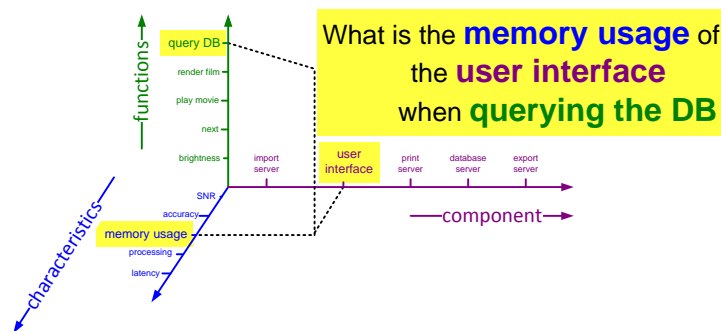 What is the memory usage of
the user interface
when querying the DB
functions
query DB
render film
play movie
next
brightness
import
server
user
interface
print
server
database
server
export
server
component
SNR
accuracy
memory usage
processing
latency
characteristics